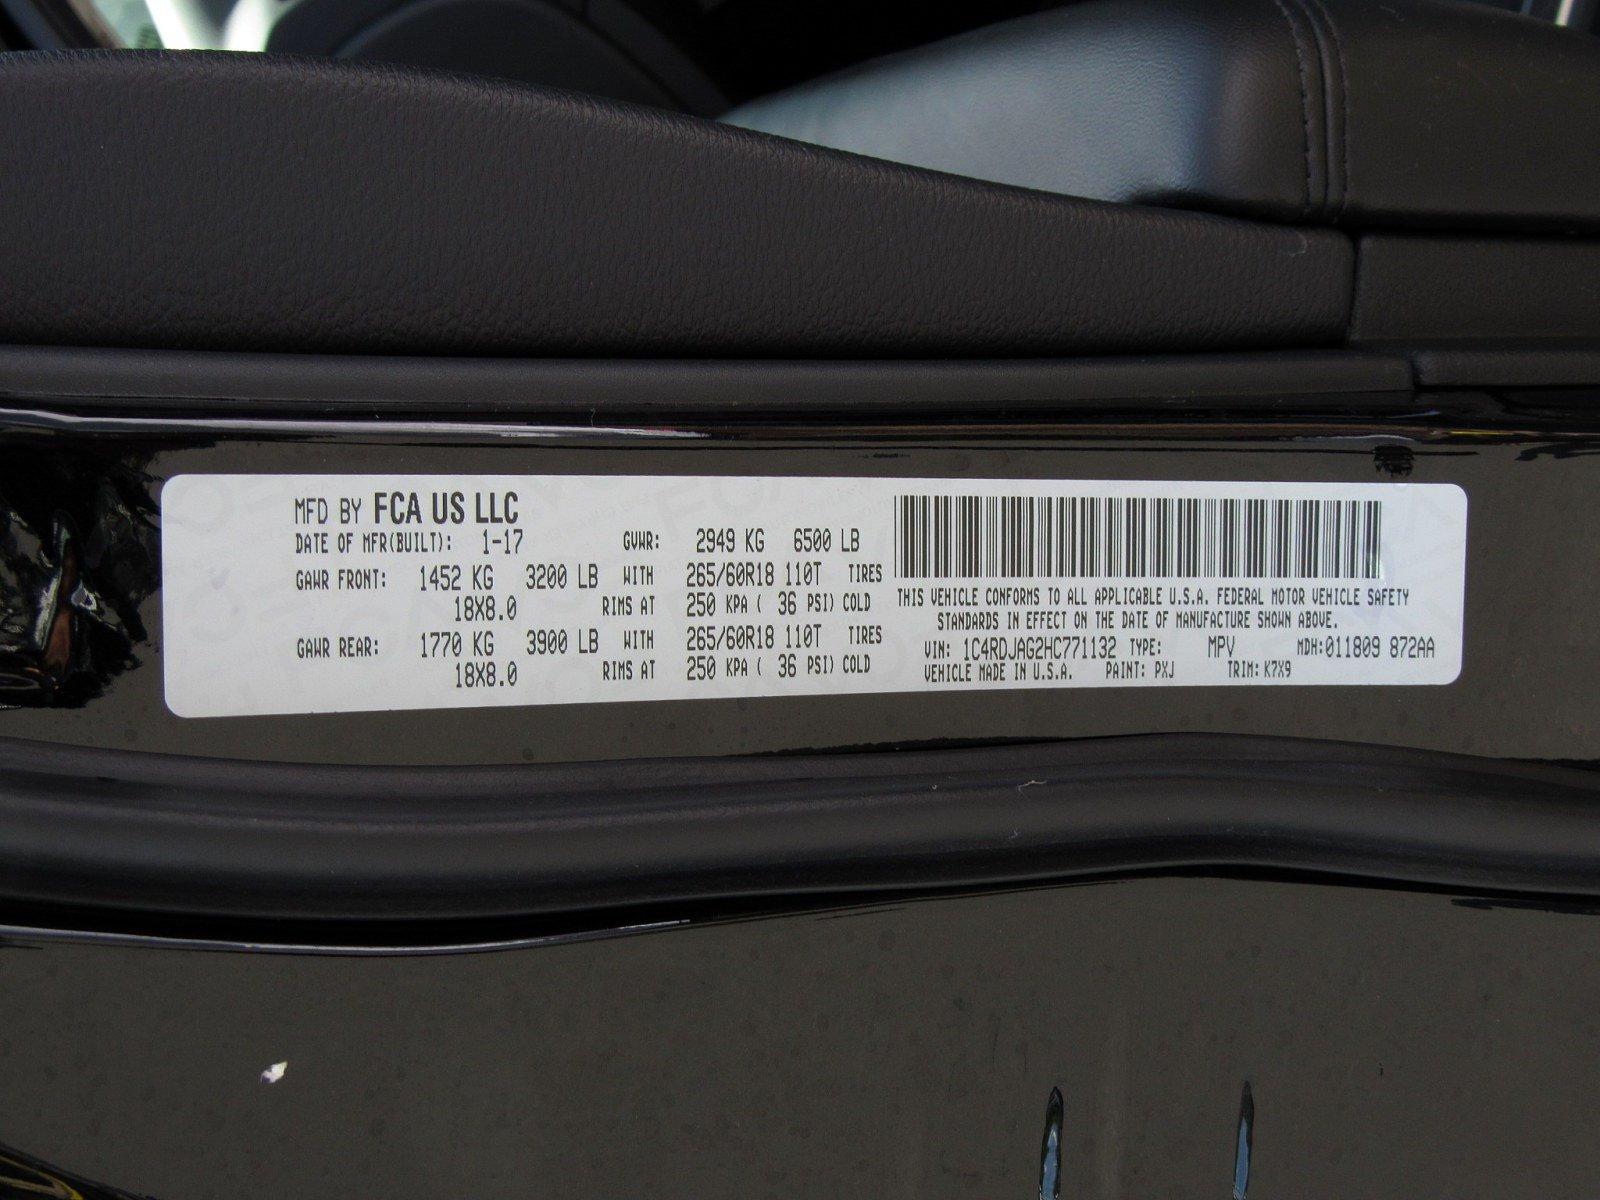 MFD BY FCA US LLC
DATE OF MFR(BUILT): 1-17 GVWR: 2949 KG 6500 LB
GAWR FRONT: 1452 KG 3200 LB WITH 265/60R18 110T TIRES
18X8.0 RIMS AT 250 KPA ( 36 PSI) COLD
GAWR REAR: 1770 KG 3900 LB WITH 265/60R18 110T TIRES
18X8.0 RIMS AT 250 KPA ( 36 PSI) COLD
THIS VEHICLE CONFORMS TO ALL APPLICABLE U.S.A. FEDERAL MOTOR VEHICLE SAFETY
STANDARDS IN EFFECT ON THE DATE OF MANUFACTURE SHOWN ABOVE.
VIN: 1C4RDJAG2HC771132 TYPE: MPV MDH:011809 872AA
VEHICLE MADE IN U.S.A. PAINT: PXJ TRIM: K7X9